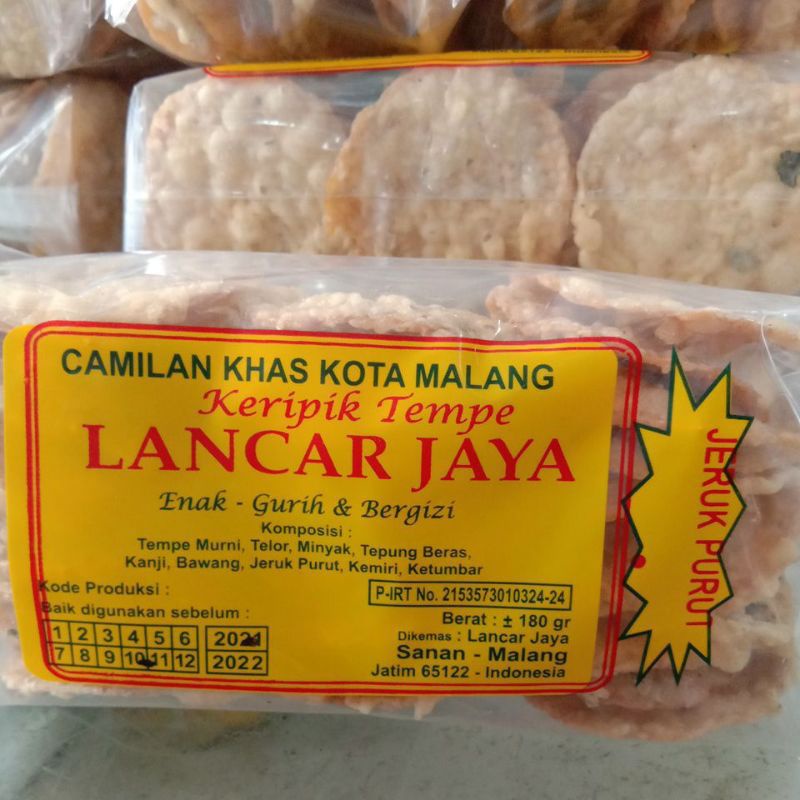 CAMILAN KHAS KOTA MALANG
Keripik Tempe
LANCAR JAYA
Enak - Gurih & Bergizi
Komposisi :
Tempe Murni, Telor, Minyak, Tepung Beras,
Kanji, Bawang, Jeruk Purut, Kemiri, Ketumbar
Kode Produksi :
Baik digunakan sebelum :
1 2 3 4 5 6 2021
7 8 9 10 11 12 2022
P-IRT No. 2153573010324-24
Berat : ± 180 gr
Dikemas : Lancar Jaya
Sanan - Malang
Jatim 65122 - Indonesia
JERUK PURUT